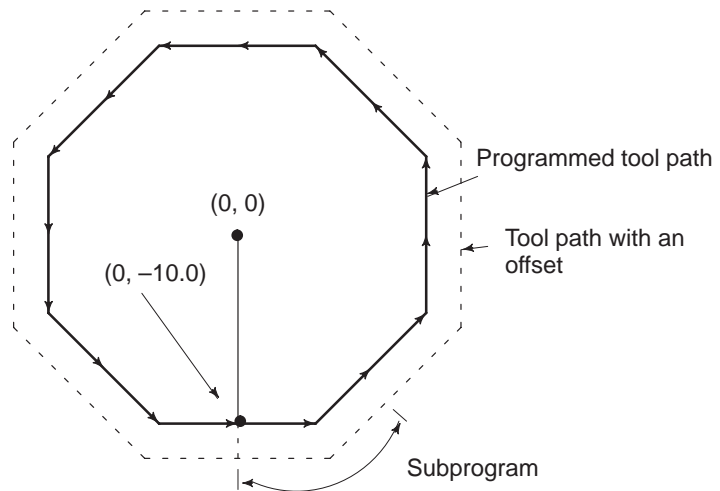 Programmed tool path
(0, 0)
Tool path with an
offset
(0, –10.0)
Subprogram